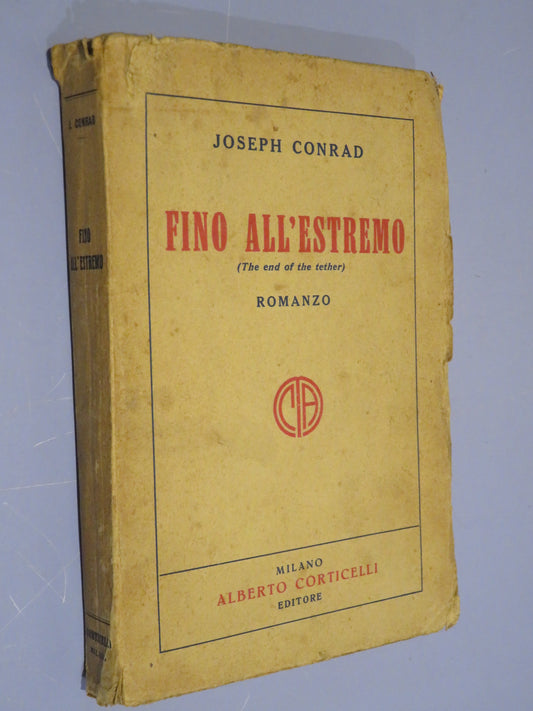 JOSEPH CONRAD
FINO ALL'ESTREMO
(The end of the tether)
ROMANZO
MILANO
ALBERTO CORTICELLI
EDITORE
J. CONRAD
FINO
ALL'ESTREMO